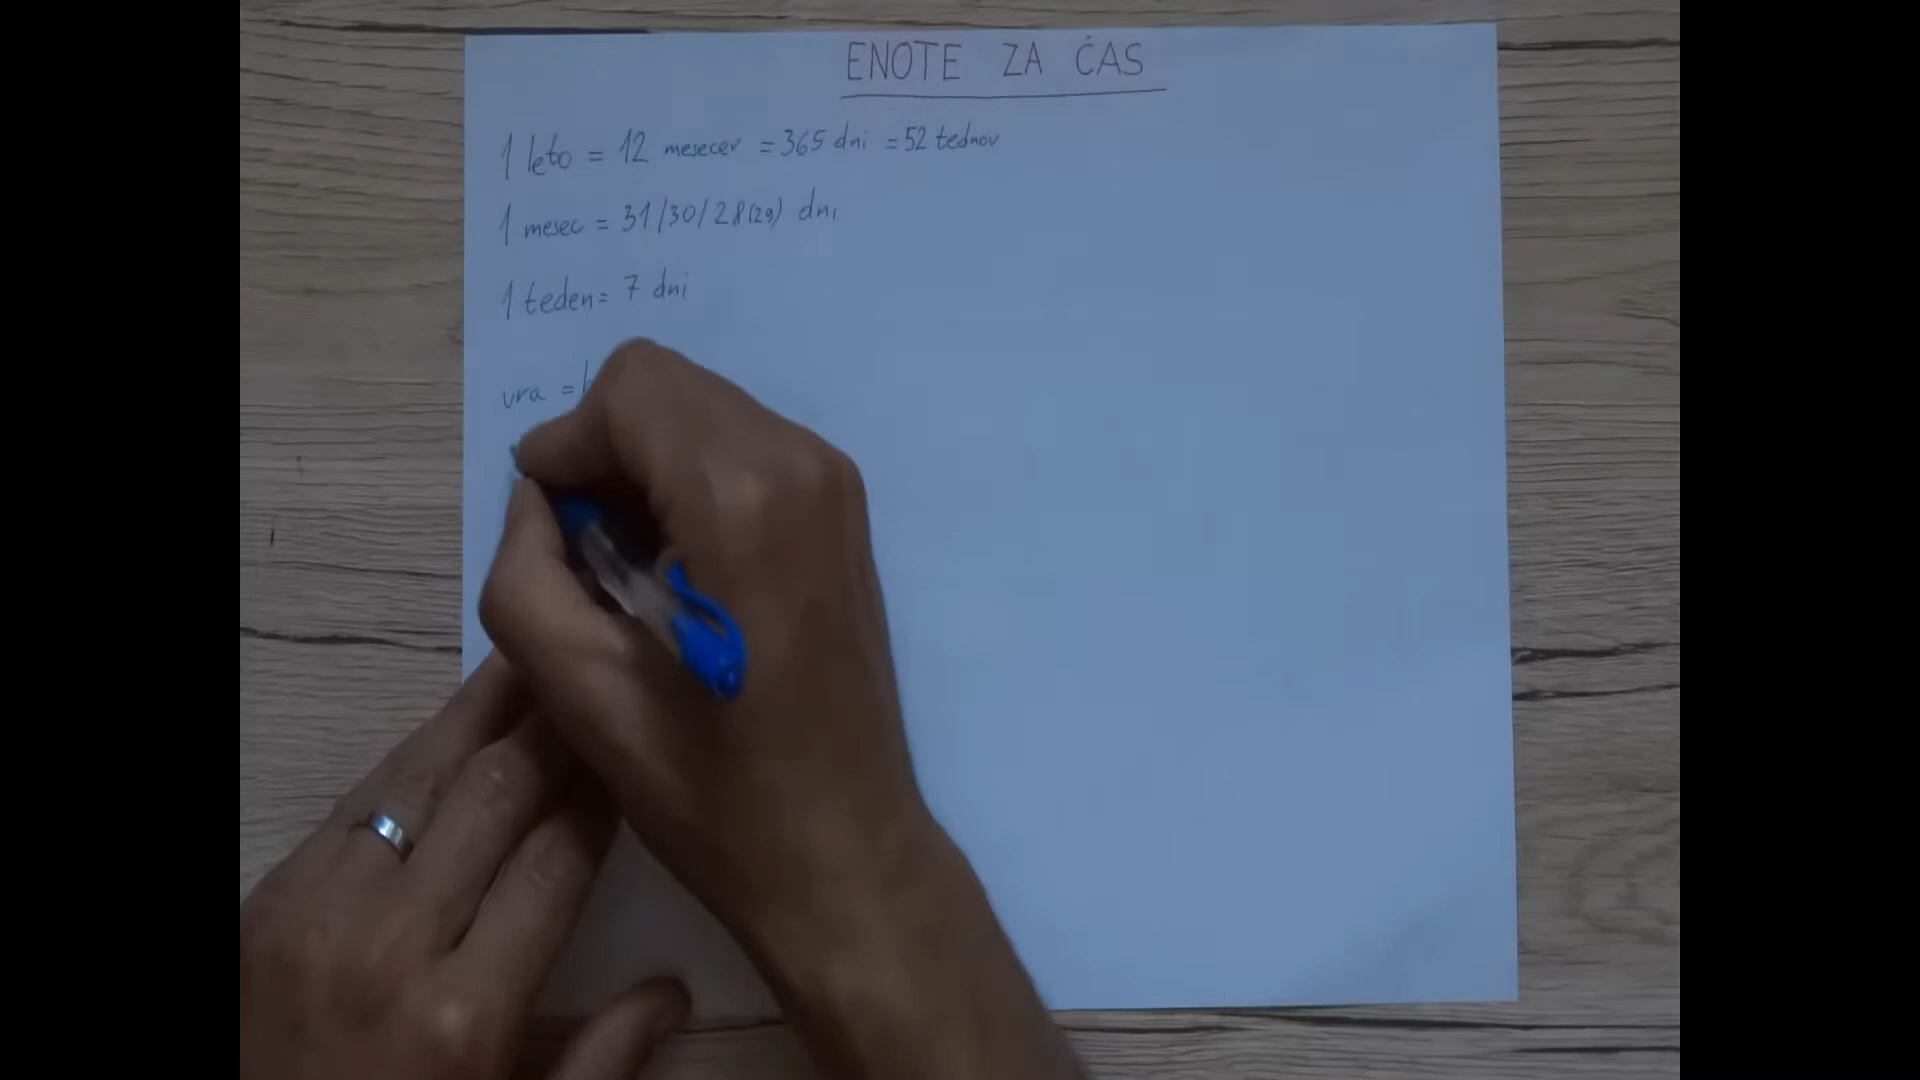 ENOTE ZA ČAS
1 leto = 12 mesecev = 365 dni = 52 tednov
1 mesec = 31/30/28(29) dni
1 teden = 7 dni
ura = h